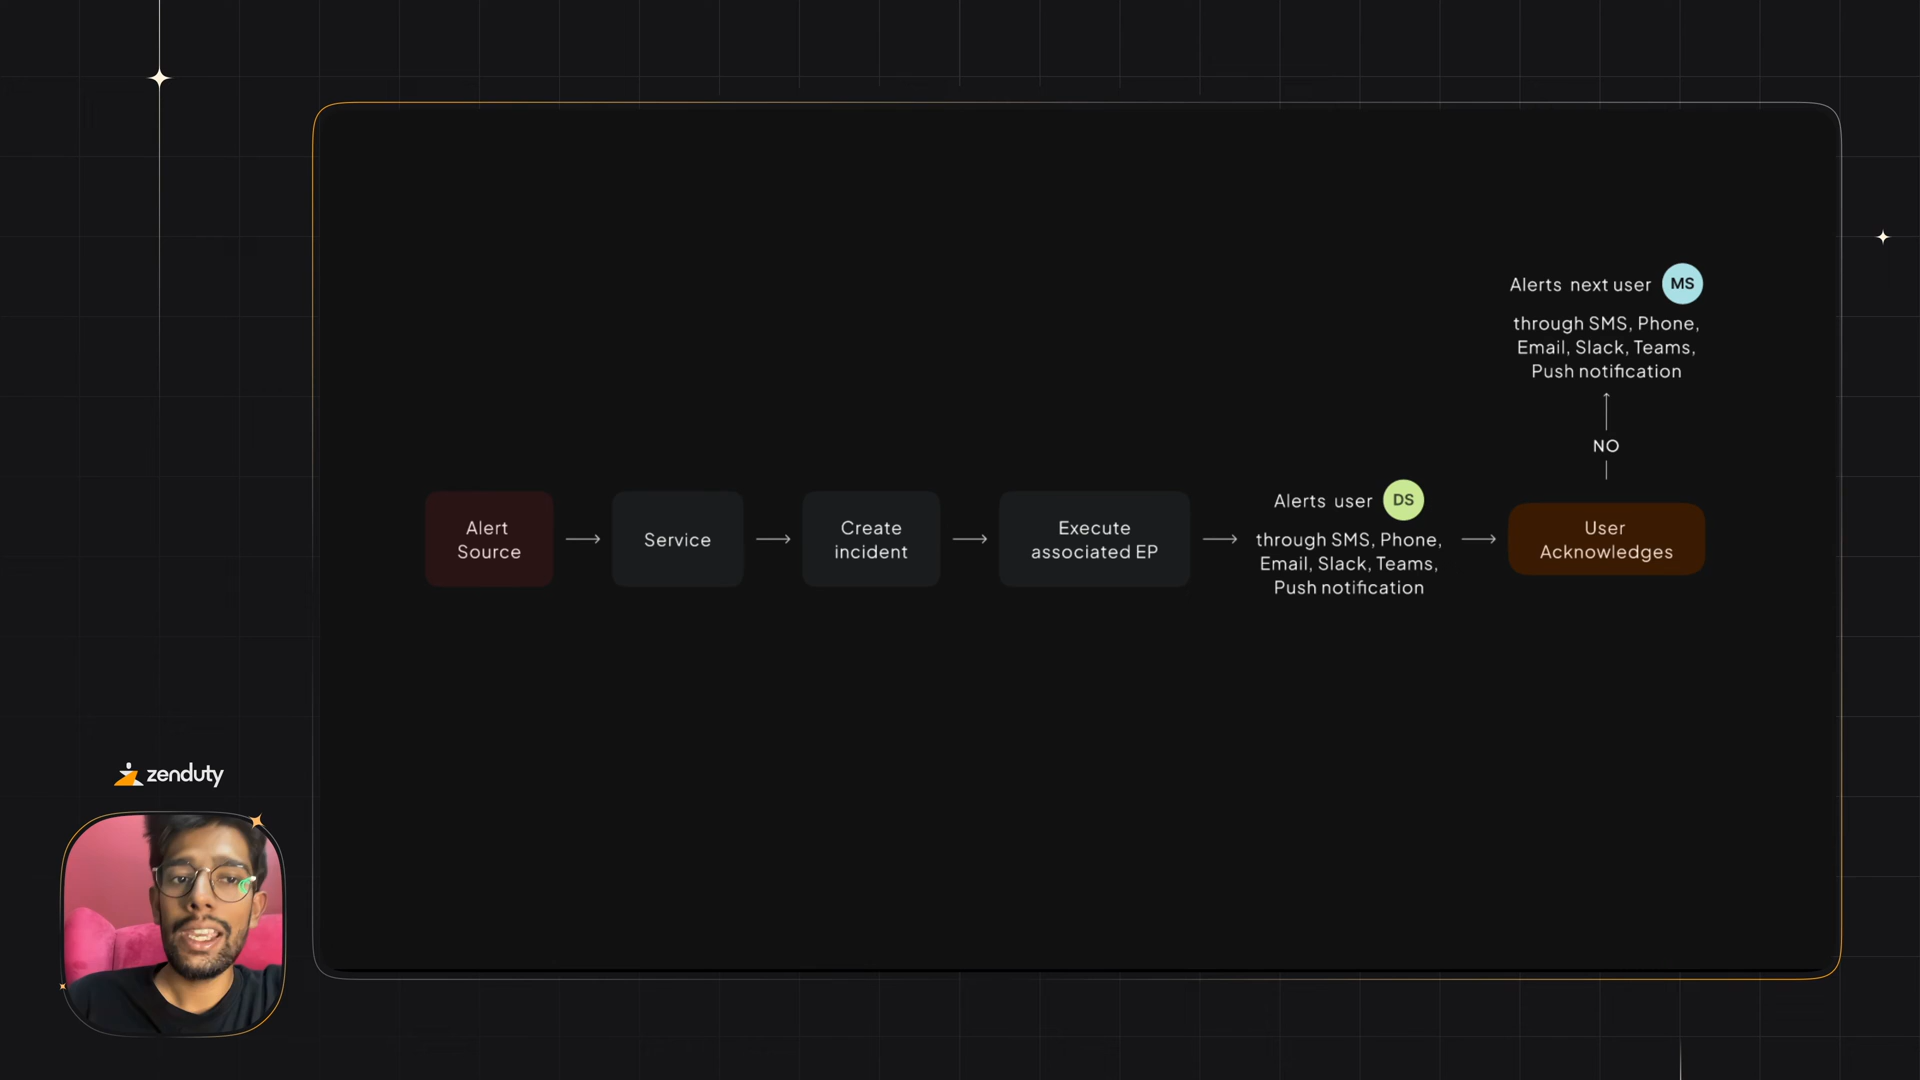 Alerts next user MS
through SMS, Phone,
Email, Slack, Teams,
Push notification
NO
Alert
Source
Service
Create
incident
Execute
associated EP
Alerts user DS
through SMS, Phone,
Email, Slack, Teams,
Push notification
User
Acknowledges
zenduty